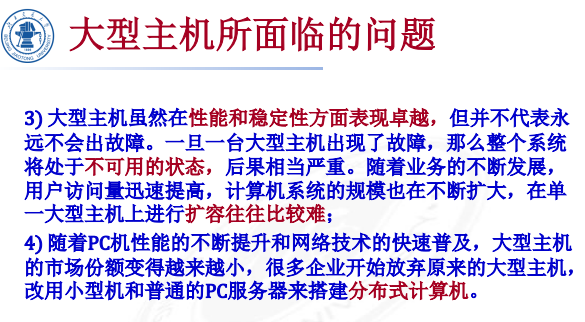 大型主机所面临的问题
3) 大型主机虽然在性能和稳定性方面表现卓越，但并不代表永
远不会出故障。一旦一台大型主机出现了故障，那么整个系统
将处于不可用的状态，后果相当严重。随着业务的不断发展，
用户访问量迅速提高，计算机系统的规模也在不断扩大，在单
一大型主机上进行扩容往往比较难；
4) 随着PC机性能的不断提升和网络技术的快速普及，大型主机
的市场份额变得越来越小，很多企业开始放弃原来的大型主机，
改用小型机和普通的PC服务器来搭建分布式计算机。